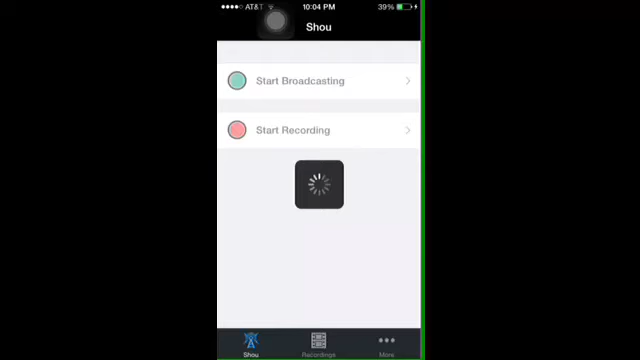 AT&T 10:04 PM 39%
Shou
Start Broadcasting
Start Recording
Shou Recordings More